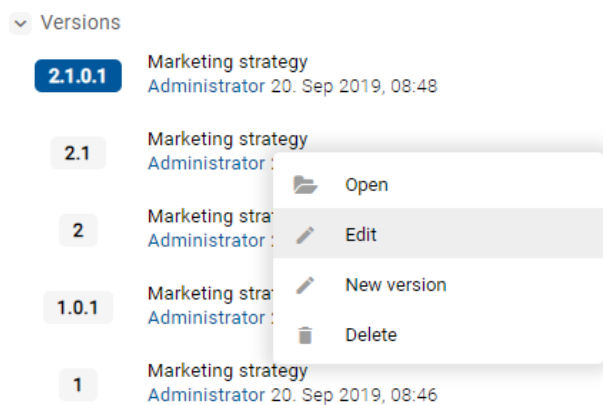 Versions
2.1.0.1
Marketing strategy
Administrator 20. Sep 2019, 08:48
2.1
Marketing strategy
Administrator
Open
2
Marketing
Administrator
Edit
New version
1.0.1
Marketing
Administrator
Delete
1
Marketing strategy
Administrator 20. Sep 2019, 08:46